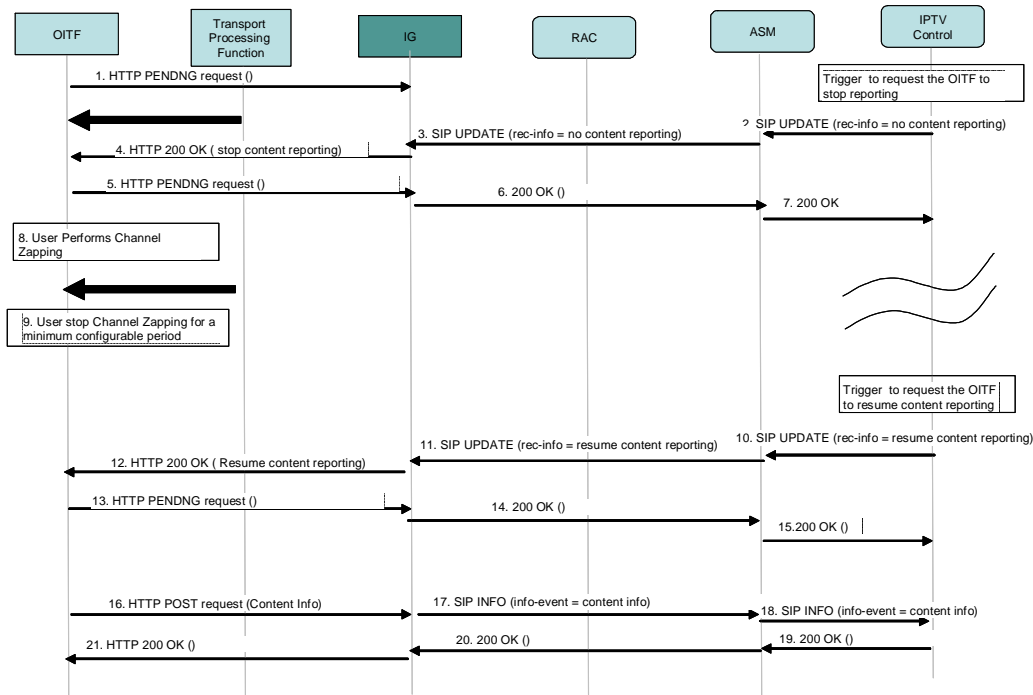 OITF
Transport
Processing
Function
IG
RAC
ASM
IPTV
Control
1. HTTP PENDNG request ()
Trigger to request the OITF to
stop reporting
2. SIP UPDATE (rec-info = no content reporting)
3. SIP UPDATE (rec-info = no content reporting)
4. HTTP 200 OK ( stop content reporting)
5. HTTP PENDNG request ()
6. 200 OK ()
7. 200 OK
8. User Performs Channel
Zapping
9. User stop Channel Zapping for a
minimum configurable period
Trigger to request the OITF
to resume content reporting
10. SIP UPDATE (rec-info = resume content reporting)
11. SIP UPDATE (rec-info = resume content reporting)
12. HTTP 200 OK ( Resume content reporting)
13. HTTP PENDNG request ()
14. 200 OK ()
15.200 OK ()
16. HTTP POST request (Content Info)
17. SIP INFO (info-event = content info)
18. SIP INFO (info-event = content info)
19. 200 OK ()
20. 200 OK ()
21. HTTP 200 OK ()